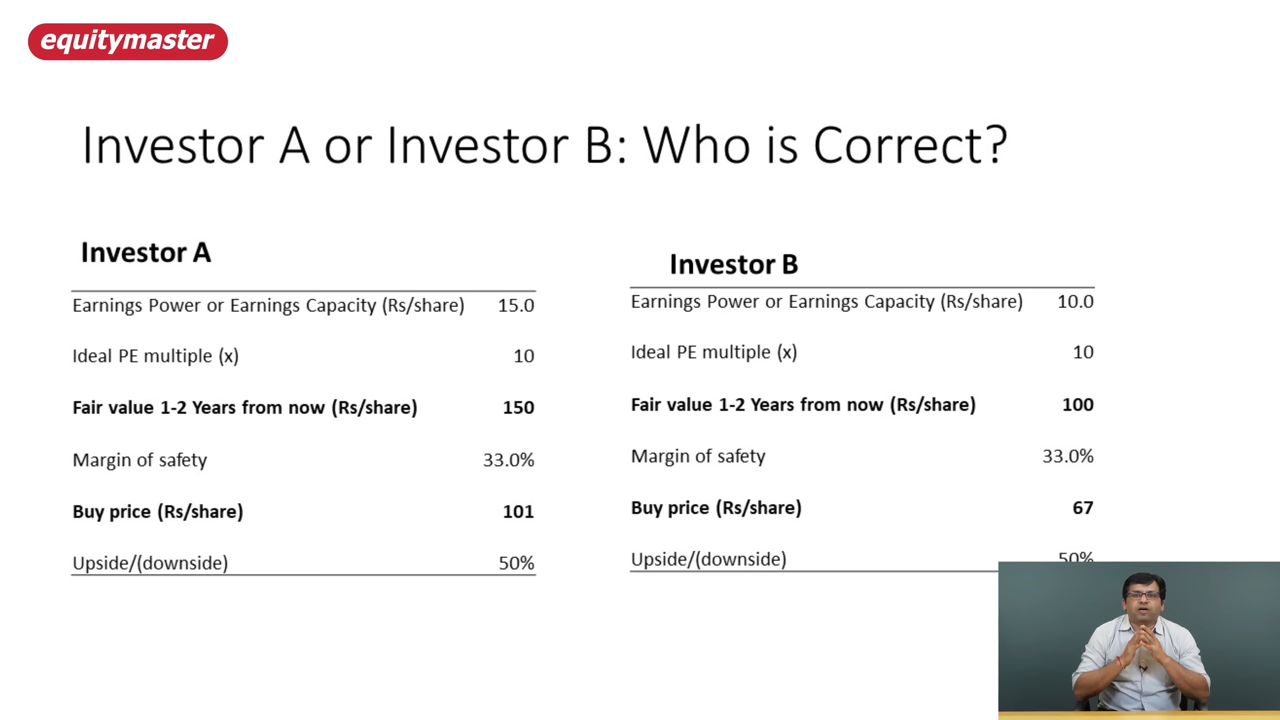 equitymaster
Investor A or Investor B: Who is Correct?
Investor A
Earnings Power or Earnings Capacity (Rs/share) 15.0
Ideal PE multiple (x) 10
Fair value 1-2 Years from now (Rs/share) 150
Margin of safety 33.0%
Buy price (Rs/share) 101
Upside/(downside) 50%
Investor B
Earnings Power or Earnings Capacity (Rs/share) 10.0
Ideal PE multiple (x) 10
Fair value 1-2 Years from now (Rs/share) 100
Margin of safety 33.0%
Buy price (Rs/share) 67
Upside/(downside) 50%